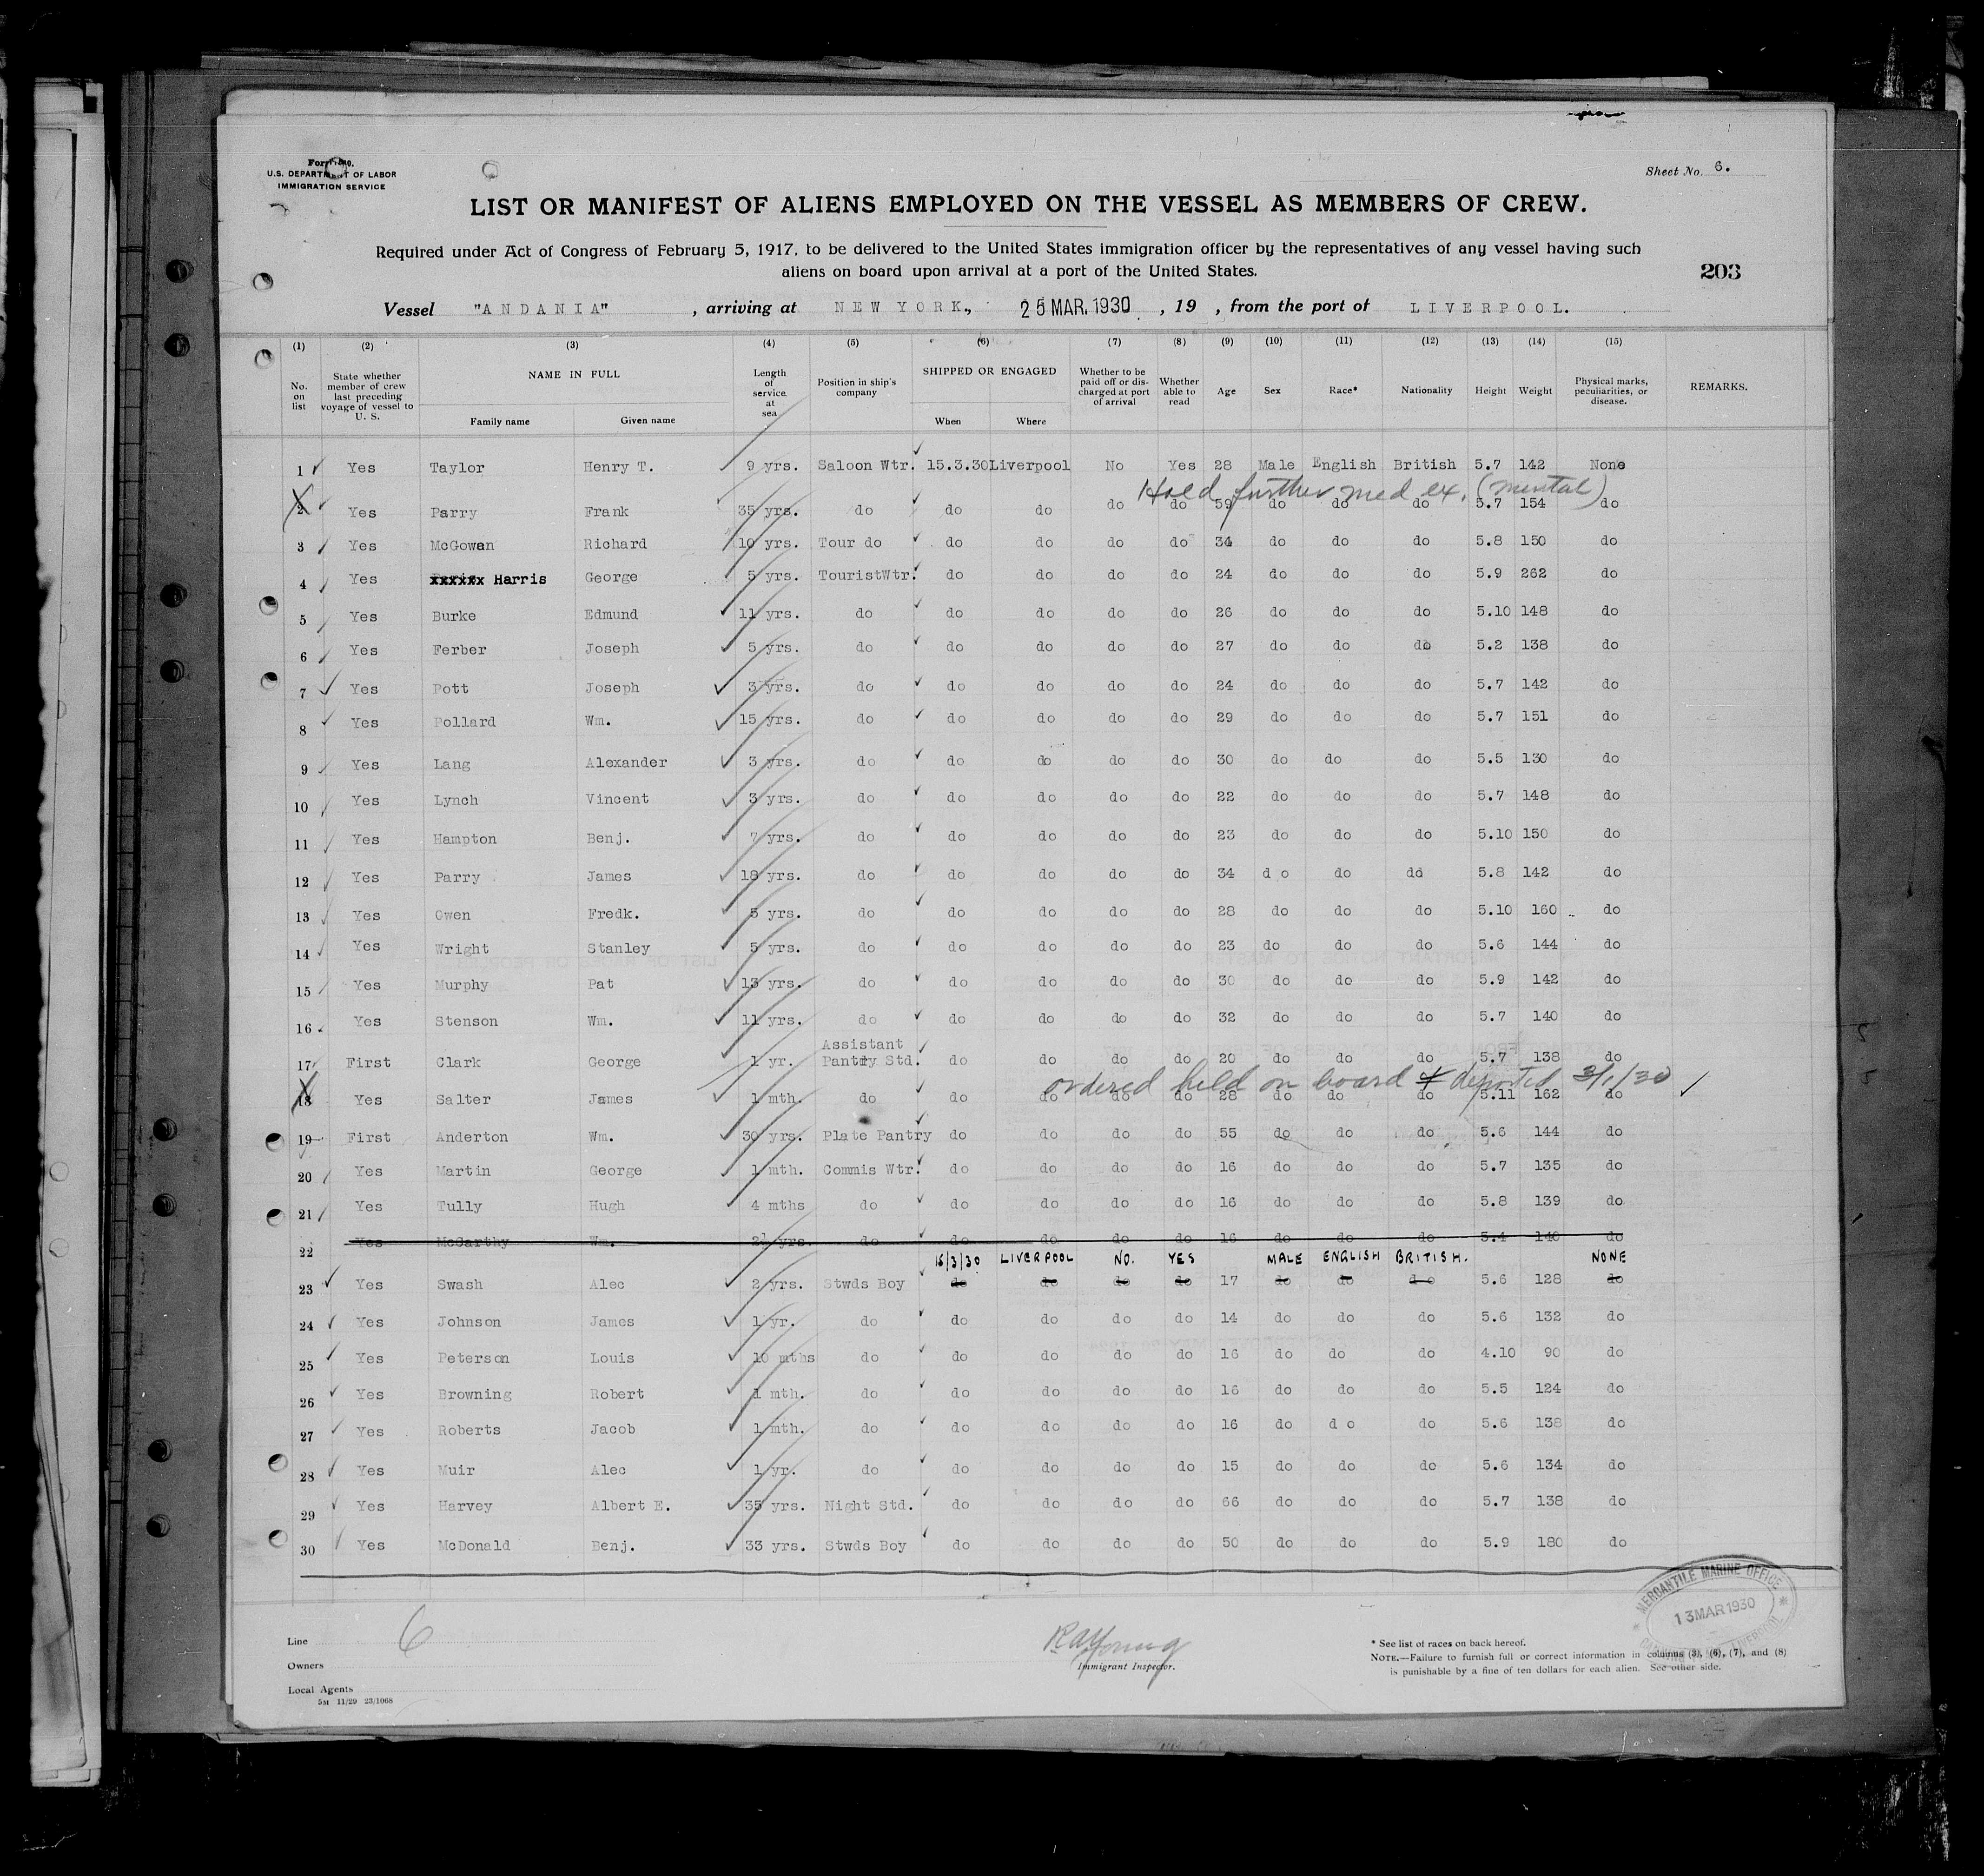 Form 680.
U.S. DEPARTMENT OF LABOR
IMMIGRATION SERVICE
Sheet No. 6.
LIST OR MANIFEST OF ALIENS EMPLOYED ON THE VESSEL AS MEMBERS OF CREW.
Required under Act of Congress of February 5, 1917, to be delivered to the United States immigration officer by the representatives of any vessel having such
aliens on board upon arrival at a port of the United States.
203
Vessel "ANDANIA" , arriving at NEW YORK., 25 MAR. 1930 , 19 , from the port of LIVERPOOL.
(1) (2) (3) (4) (5) (6) (7) (8) (9) (10) (11) (12) (13) (14) (15)
No. on list State whether member of crew last preceding voyage of vessel to U. S. NAME IN FULL Family name Given name Length of service at sea Position in ship's company SHIPPED OR ENGAGED When Where Whether to be paid off or discharged at port of arrival Whether able to read Age Sex Race* Nationality Height Weight Physical marks, peculiarities, or disease. REMARKS.
1 Yes Taylor Henry T. 9 yrs. Saloon Wtr. 15.3.30 Liverpool No Yes 28 Male English British 5.7 142 None
Hold further med ex. (mental)
2 Yes Parry Frank 35 yrs. do do do do do 59 do do do 5.7 154 do
3 Yes McGowan Richard 10 yrs. Tour do do do do do 34 do do do 5.8 150 do
4 Yes xxxxxx Harris George 5 yrs. TouristWtr. do do do do 24 do do do 5.9 262 do
5 Yes Burke Edmund 11 yrs. do do do do do 26 do do do 5.10 148 do
6 Yes Ferber Joseph 5 yrs. do do do do do 27 do do do 5.2 138 do
7 Yes Pott Joseph 3 yrs. do do do do do 24 do do do 5.7 142 do
8 Yes Pollard Wm. 15 yrs. do do do do do 29 do do do 5.7 151 do
9 Yes Lang Alexander 3 yrs. do do do do do 30 do do do 5.5 130 do
10 Yes Lynch Vincent 3 yrs. do do do do do 22 do do do 5.7 148 do
11 Yes Hampton Benj. 7 yrs. do do do do do 23 do do do 5.10 150 do
12 Yes Parry James 18 yrs. do do do do do 34 d o do do 5.8 142 do
13 Yes Owen Fredk. 5 yrs. do do do do do 28 do do do 5.10 160 do
14 Yes Wright Stanley 5 yrs. do do do do do 23 do do do 5.6 144 do
15 Yes Murphy Pat 13 yrs. do do do do do 30 do do do 5.9 142 do
16 Yes Stenson Wm. 11 yrs. do do do do do 32 do do do 5.7 140 do
17 First Clark George 1 yr. Assistant Pantry Std. do do do do 20 do do do 5.7 138 do
ordered held on board & deported 3/1/30
18 Yes Salter James 1 mth. do do do do do 28 do do do 5.11 162 do
19 First Anderton Wm. 30 yrs. Plate Pantry do do do do 55 do do do 5.6 144 do
20 Yes Martin George 1 mth. Commis Wtr. do do do do 16 do do do 5.7 135 do
21 Yes Tully Hugh 4 mths do do do do do 16 do do do 5.8 139 do
22 Yes McCarthy Wm. 2½ yrs. do do do do do 16 do do do 5.4 140 do
15/3/30 LIVERPOOL NO. YES MALE ENGLISH BRITISH. NONE
23 Yes Swash Alec 2 yrs. Stwds Boy do do do do 17 do do do 5.6 128 do
24 Yes Johnson James 1 yr. do do do do do 14 do do do 5.6 132 do
25 Yes Peterson Louis 10 mths do do do do do 16 do do do 4.10 90 do
26 Yes Browning Robert 1 mth. do do do do do 16 do do do 5.5 124 do
27 Yes Roberts Jacob 1 mth. do do do do do 16 do d o do 5.6 138 do
28 Yes Muir Alec 1 yr. do do do do do 15 do do do 5.6 134 do
29 Yes Harvey Albert E. 35 yrs. Night Std. do do do do 66 do do do 5.7 138 do
30 Yes McDonald Benj. 33 yrs. Stwds Boy do do do do 50 do do do 5.9 180 do
MERCANTILE MARINE OFFICE
13 MAR 1930
Line 6
Owners
Local Agents
5M 11/29 23/1068
R A Young
Immigrant Inspector.
* See list of races on back hereof.
NOTE.—Failure to furnish full or correct information in columns (3), (6), (7), and (8)
is punishable by a fine of ten dollars for each alien. See other side.